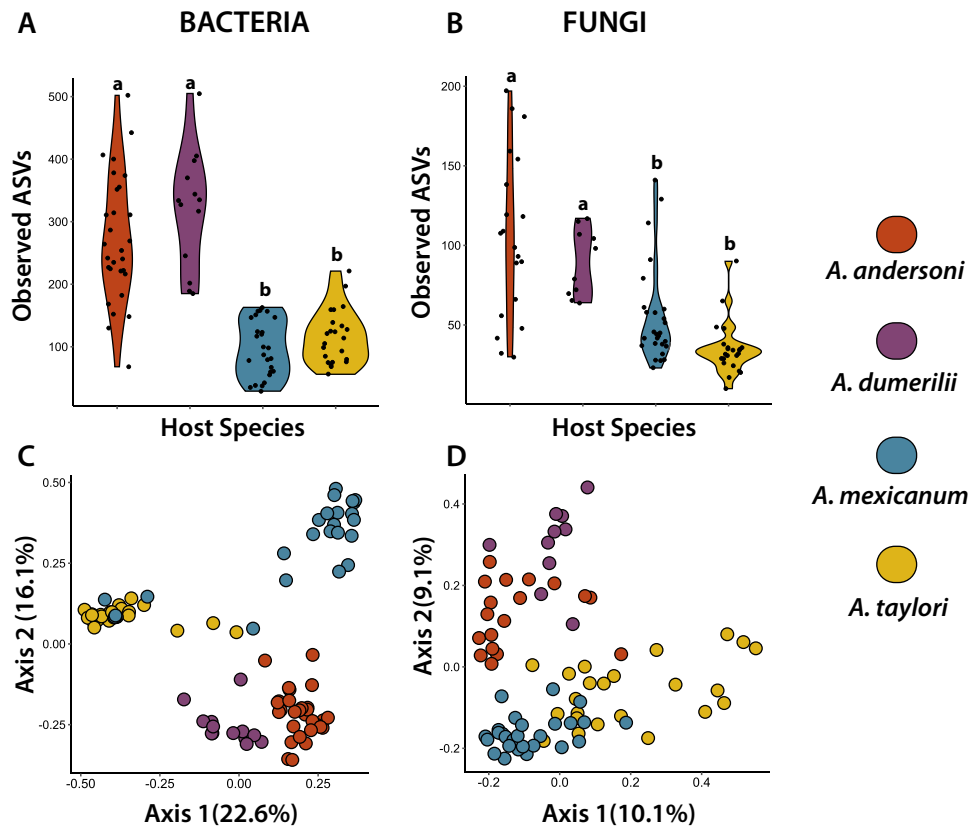 A
BACTERIA
B
FUNGI
a
a
b
b
500
400
300
200
100
Observed ASVs
Host Species
a
a
b
b
200
150
100
50
Observed ASVs
Host Species
C
0.50
0.25
0.00
-0.25
Axis 2 (16.1%)
-0.50
-0.25
0.00
0.25
Axis 1(22.6%)
D
0.4
0.2
0.0
-0.2
Axis 2(9.1%)
-0.2
0.0
0.2
0.4
Axis 1(10.1%)
A. andersoni
A. dumerilii
A. mexicanum
A. taylori